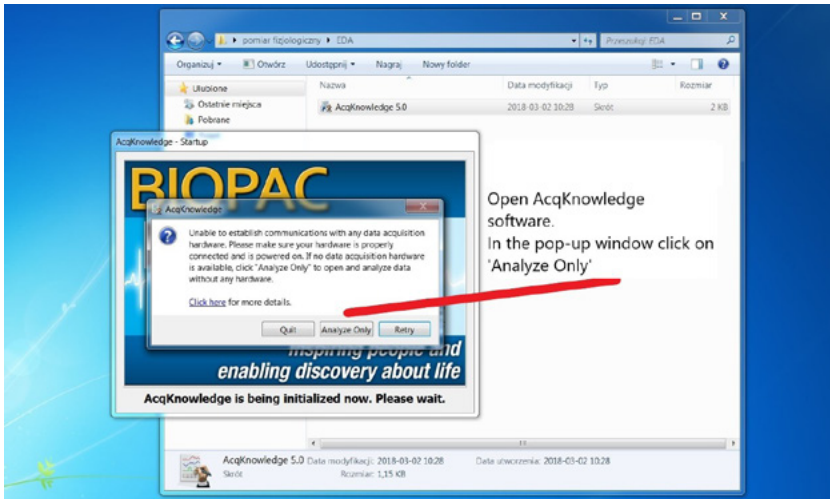 pomiar fizjologiczny
EDA
Przeszukaj: EDA
Organizuj
Otwórz
Udostępnij
Nagraj
Nowy folder
Ulubione
Ostatnie miejsca
Pobrane
Nazwa
Data modyfikacji
Typ
Rozmiar
AcqKnowledge 5.0
2018-03-02 10:28
Skrót
2 KB
AcqKnowledge - Startup
BIOPAC
AcqKnowledge
Unable to establish communications with any data acquisition
hardware. Please make sure your hardware is properly
connected and is powered on. If no data acquisition hardware
is available, click "Analyze Only" to open and analyze data
without any hardware.
Click here for more details.
Quit
Analyze Only
Retry
inspiring people and
enabling discovery about life
AcqKnowledge is being initialized now. Please wait.
Open AcqKnowledge
software.
In the pop-up window click on
'Analyze Only'
AcqKnowledge 5.0 Data modyfikacji: 2018-03-02 10:28 Data utworzenia: 2018-03-02 10:28
Skrót Rozmiar: 1,15 KB